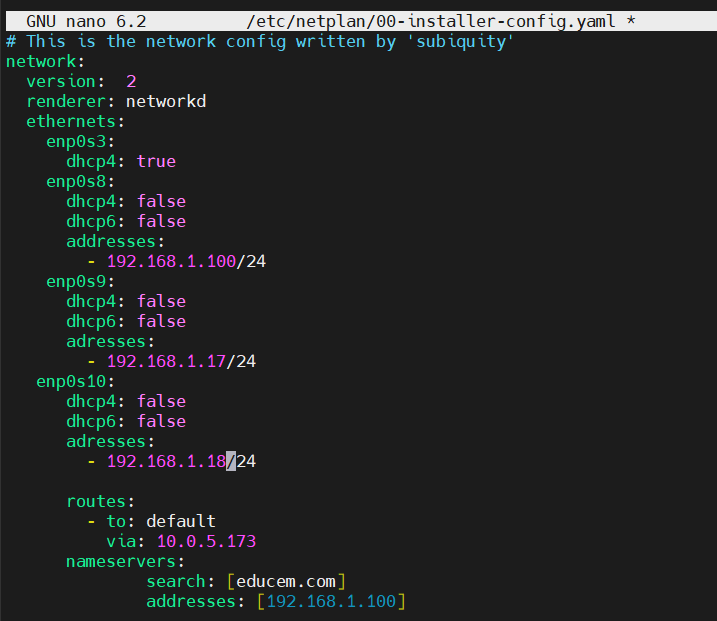 GNU nano 6.2 /etc/netplan/00-installer-config.yaml *
# This is the network config written by 'subiquity'
network:
  version:  2
  renderer: networkd
  ethernets:
    enp0s3:
      dhcp4: true
    enp0s8:
      dhcp4: false
      dhcp6: false
      addresses:
        - 192.168.1.100/24
    enp0s9:
      dhcp4: false
      dhcp6: false
      adresses:
        - 192.168.1.17/24
   enp0s10:
      dhcp4: false
      dhcp6: false
      adresses:
        - 192.168.1.18/24
      routes:
        - to: default
          via: 10.0.5.173
      nameservers:
              search: [educem.com]
              addresses: [192.168.1.100]